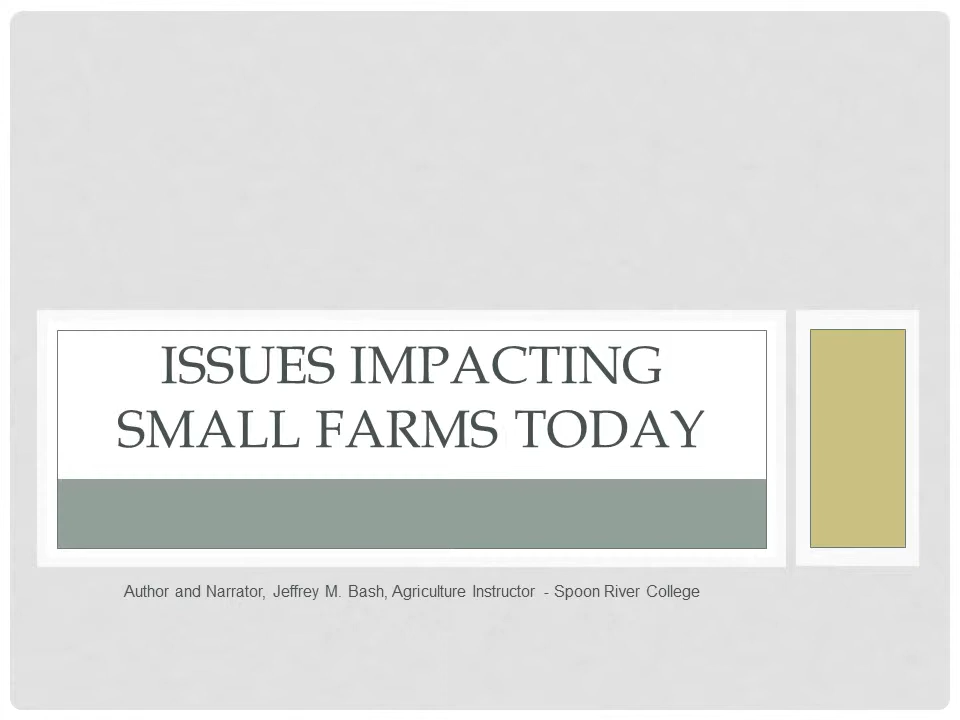 ISSUES IMPACTING
SMALL FARMS TODAY
Author and Narrator, Jeffrey M. Bash, Agriculture Instructor - Spoon River College